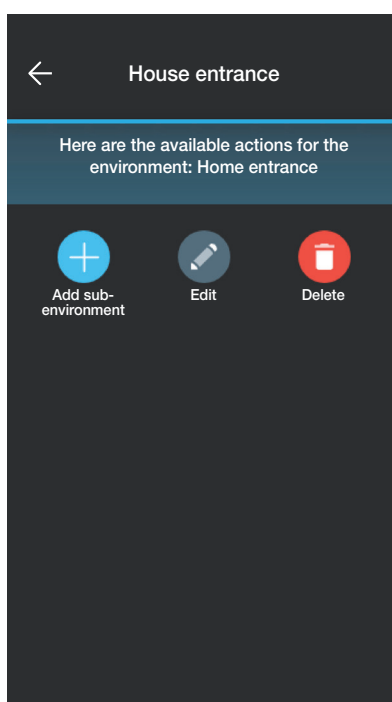 House entrance
Here are the available actions for the
environment: Home entrance
Add sub-
environment
Edit
Delete